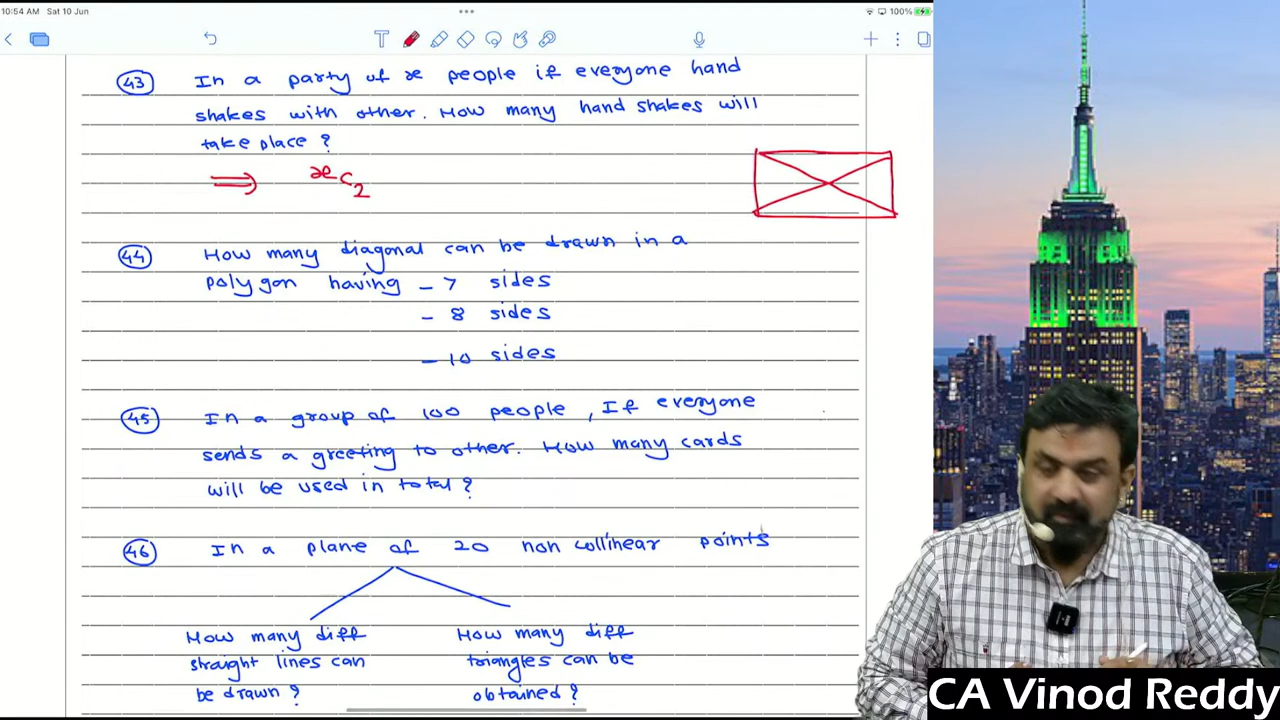 10:54 AM Sat 10 Jun
100%
T
43 In a party of x people if everyone hand
shakes with other. How many hand shakes will
take place ?
⇒ xC2
44 How many diagonal can be drawn in a
polygon having - 7 sides
- 8 sides
- 10 sides
45 In a group of 100 people, If everyone
sends a greeting to other. How many cards
will be used in total ?
46 In a plane of 20 non collinear points
How many diff
straight lines can
be drawn ?
How many diff
triangles can be
obtained ?
CA Vinod Reddy